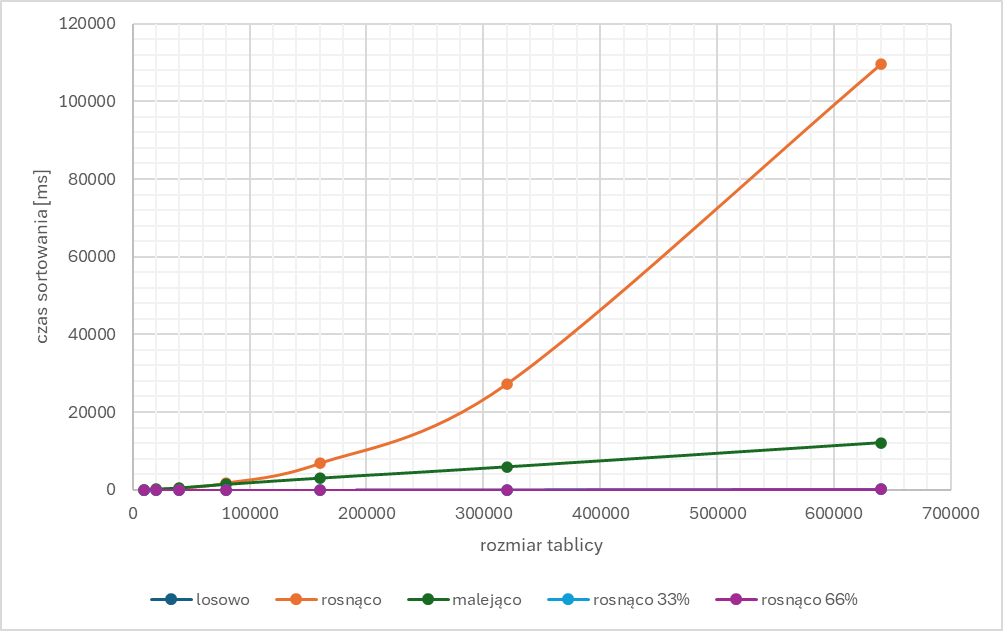 120000
100000
80000
60000
40000
20000
0
czas sortowania [ms]
0 100000 200000 300000 400000 500000 600000 700000
rozmiar tablicy
losowo rosnąco malejąco rosnąco 33% rosnąco 66%